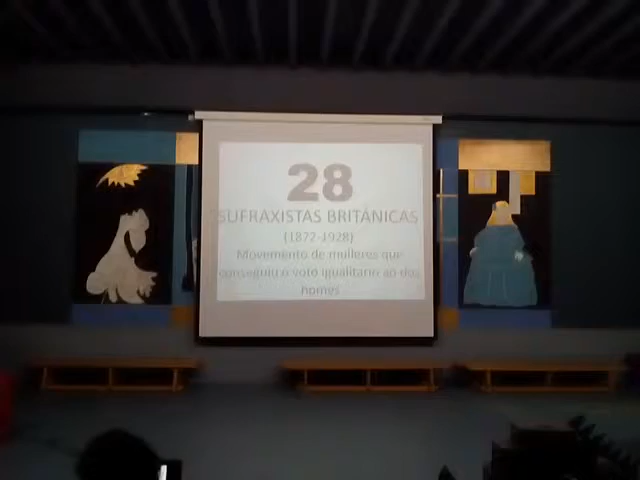 28
SUFRAXISTAS BRITÁNICAS
(1872-1928)
Movemento de mulleres que
conseguiu o voto igualitario ao dos
homes